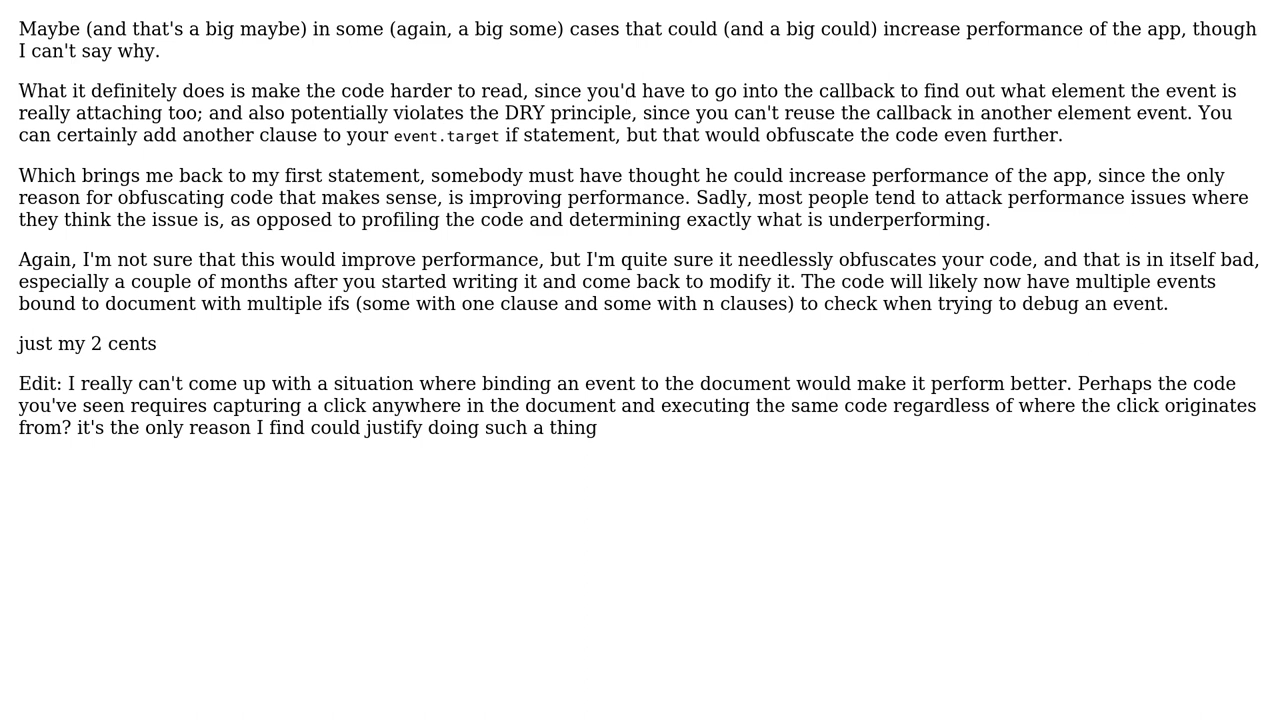 Maybe (and that's a big maybe) in some (again, a big some) cases that could (and a big could) increase performance of the app, though
I can't say why.
What it definitely does is make the code harder to read, since you'd have to go into the callback to find out what element the event is
really attaching too; and also potentially violates the DRY principle, since you can't reuse the callback in another element event. You
can certainly add another clause to your event.target if statement, but that would obfuscate the code even further.
Which brings me back to my first statement, somebody must have thought he could increase performance of the app, since the only
reason for obfuscating code that makes sense, is improving performance. Sadly, most people tend to attack performance issues where
they think the issue is, as opposed to profiling the code and determining exactly what is underperforming.
Again, I'm not sure that this would improve performance, but I'm quite sure it needlessly obfuscates your code, and that is in itself bad,
especially a couple of months after you started writing it and come back to modify it. The code will likely now have multiple events
bound to document with multiple ifs (some with one clause and some with n clauses) to check when trying to debug an event.
just my 2 cents
Edit: I really can't come up with a situation where binding an event to the document would make it perform better. Perhaps the code
you've seen requires capturing a click anywhere in the document and executing the same code regardless of where the click originates
from? it's the only reason I find could justify doing such a thing